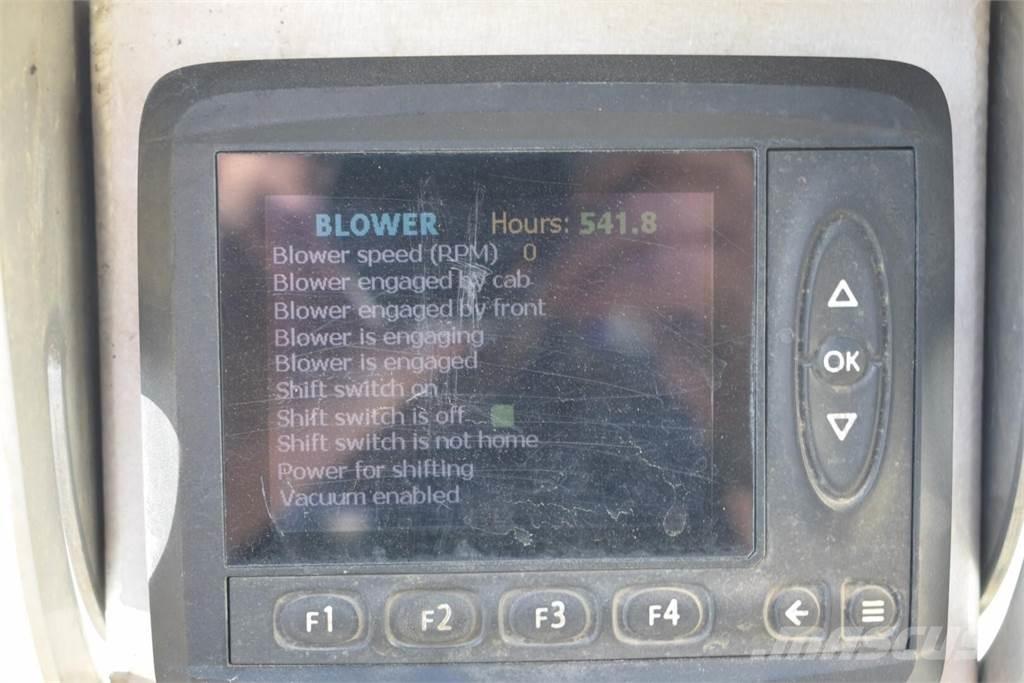 BLOWER Hours: 541.8
Blower speed (RPM) 0
Blower engaged by cab
Blower engaged by front
Blower is engaging
Blower is engaged
Shift switch on
Shift switch is off
Shift switch is not home
Power for shifting
Vacuum enabled
OK
F1 F2 F3 F4
MASCUS